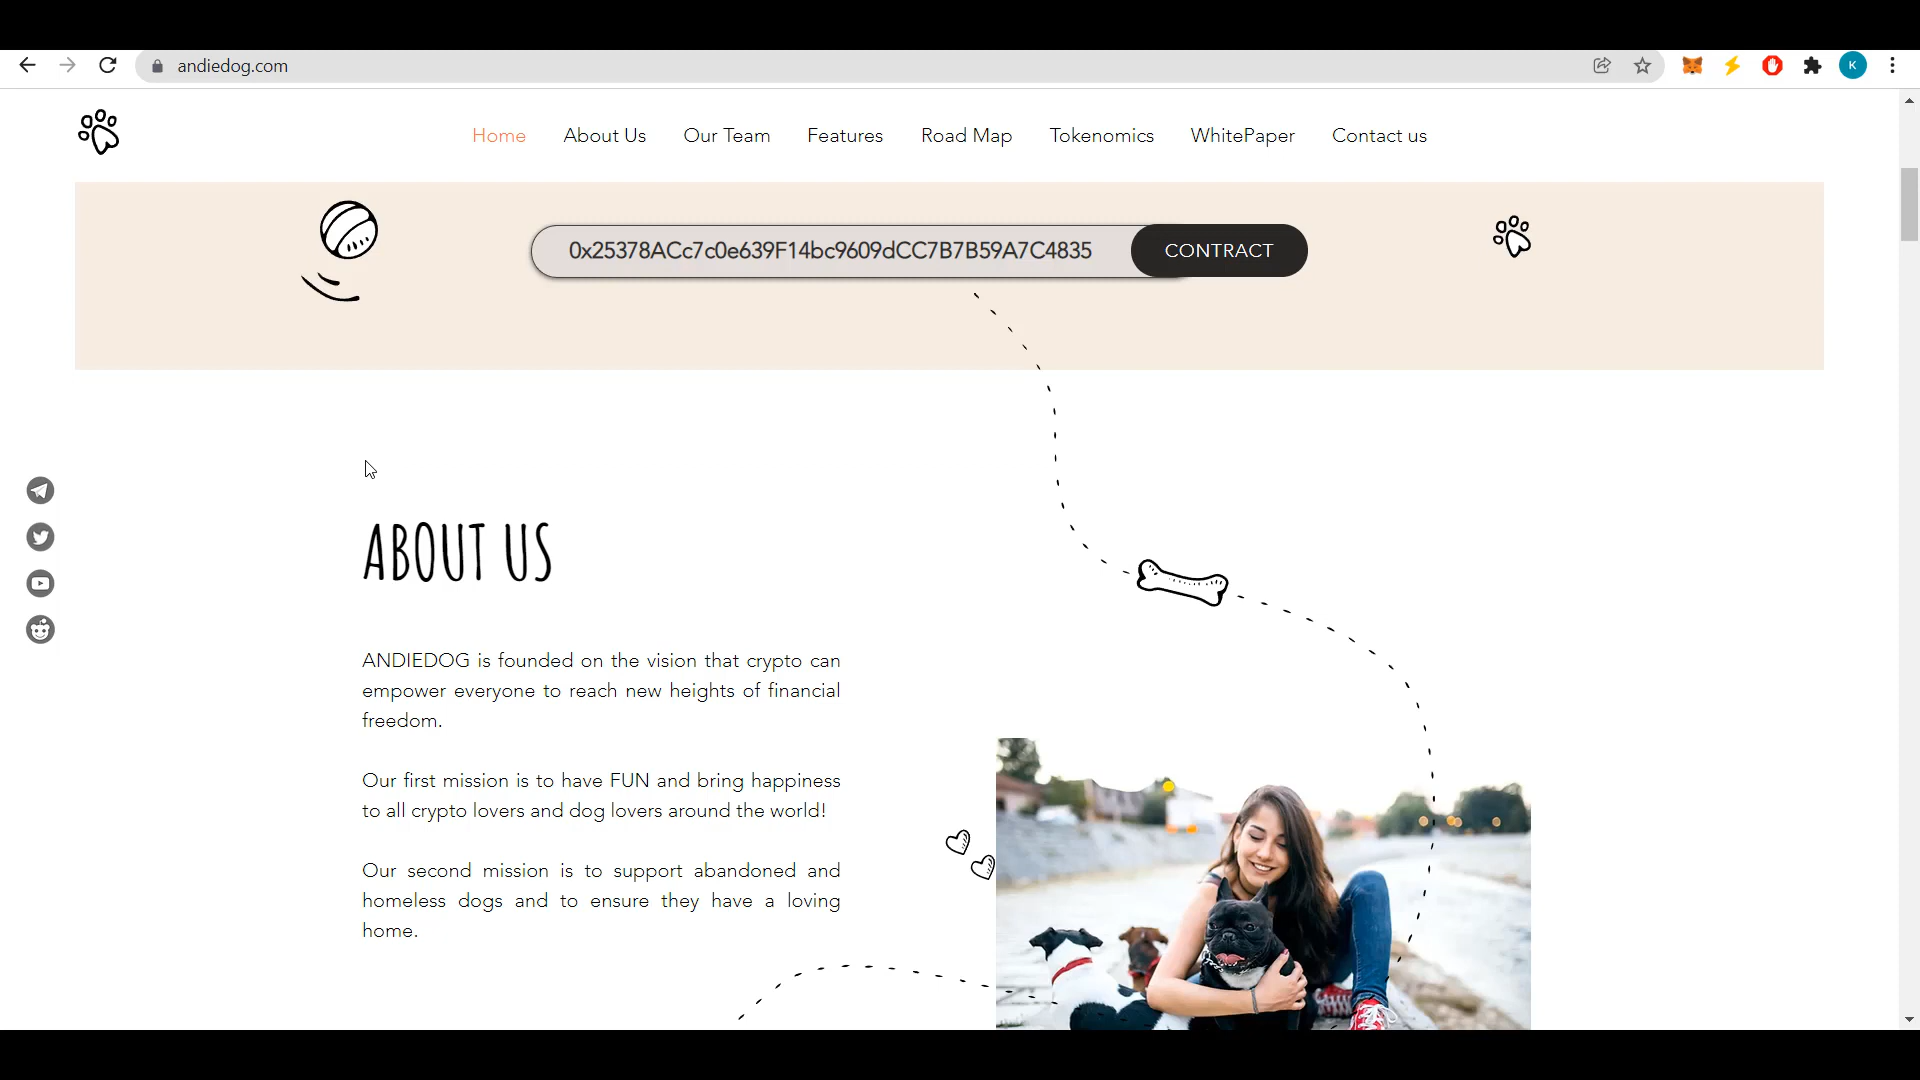 andiedog.com
K
Home About Us Our Team Features Road Map Tokenomics WhitePaper Contact us
0x25378ACc7c0e639F14bc9609dCC7B7B59A7C4835 CONTRACT
ABOUT US
ANDIEDOG is founded on the vision that crypto can
empower everyone to reach new heights of financial
freedom.
Our first mission is to have FUN and bring happiness
to all crypto lovers and dog lovers around the world!
Our second mission is to support abandoned and
homeless dogs and to ensure they have a loving
home.